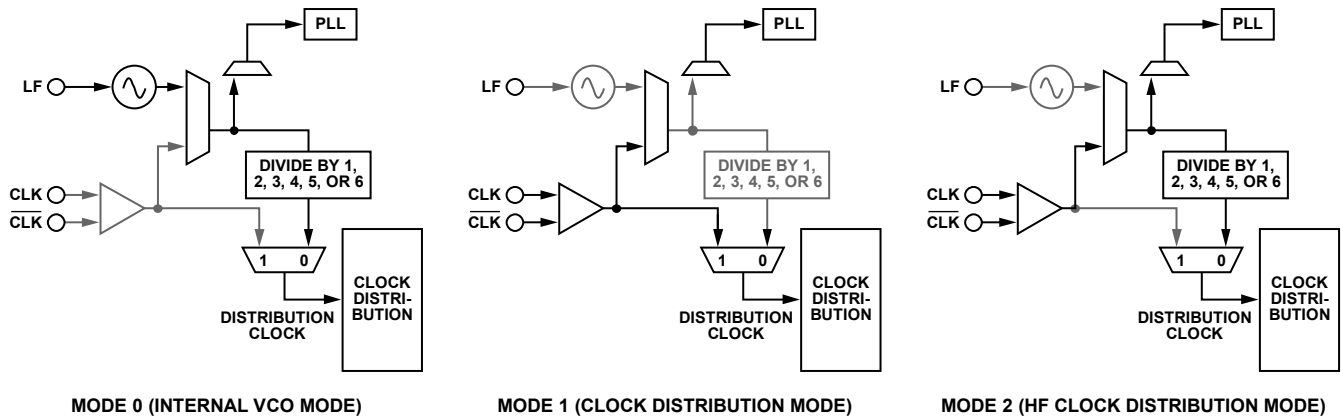 PLL
LF
DIVIDE BY 1,
2, 3, 4, 5, OR 6
CLK
CLK
1 0
CLOCK
DISTRI-
BUTION
DISTRIBUTION
CLOCK
MODE 0 (INTERNAL VCO MODE)
PLL
LF
DIVIDE BY 1,
2, 3, 4, 5, OR 6
CLK
CLK
1 0
CLOCK
DISTRI-
BUTION
DISTRIBUTION
CLOCK
MODE 1 (CLOCK DISTRIBUTION MODE)
PLL
LF
DIVIDE BY 1,
2, 3, 4, 5, OR 6
CLK
CLK
1 0
CLOCK
DISTRI-
BUTION
DISTRIBUTION
CLOCK
MODE 2 (HF CLOCK DISTRIBUTION MODE)